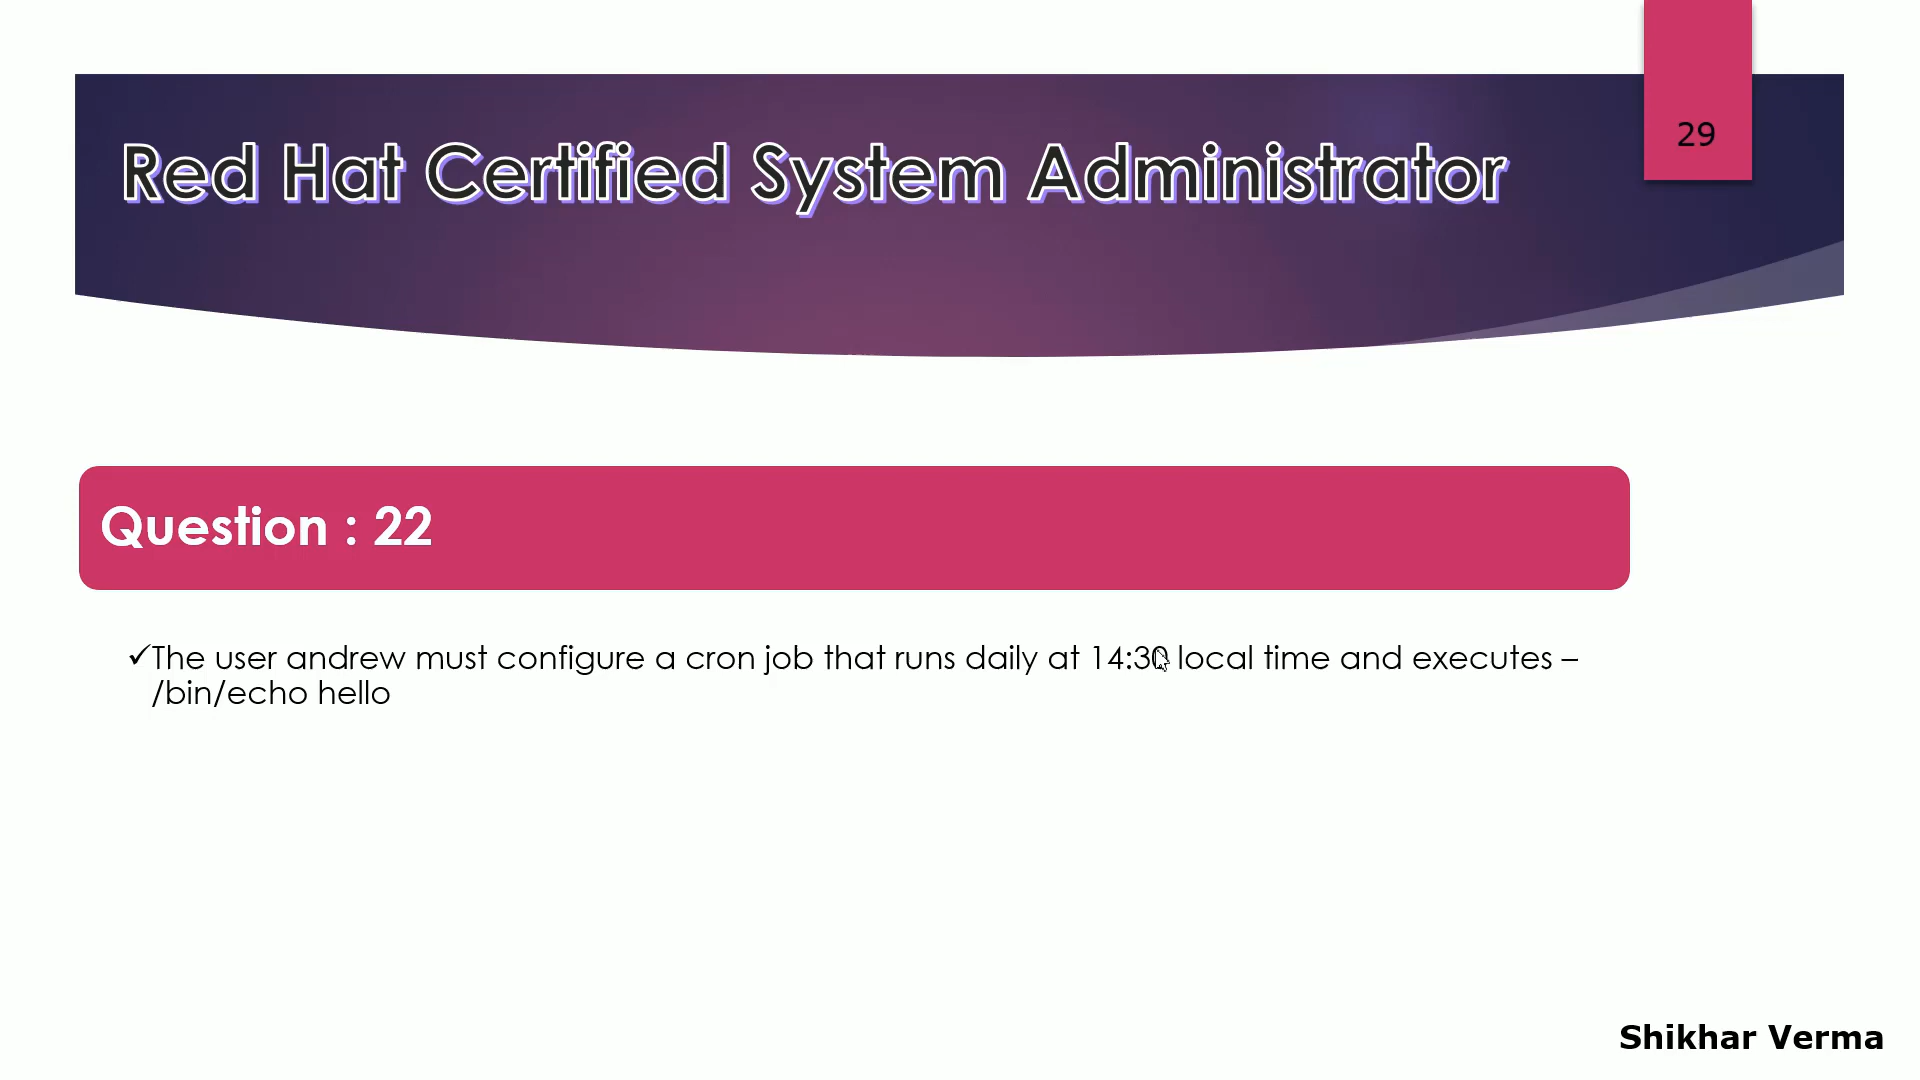 29
Red Hat Certified System Administrator
Question : 22
✓The user andrew must configure a cron job that runs daily at 14:30 local time and executes –
/bin/echo hello
Shikhar Verma